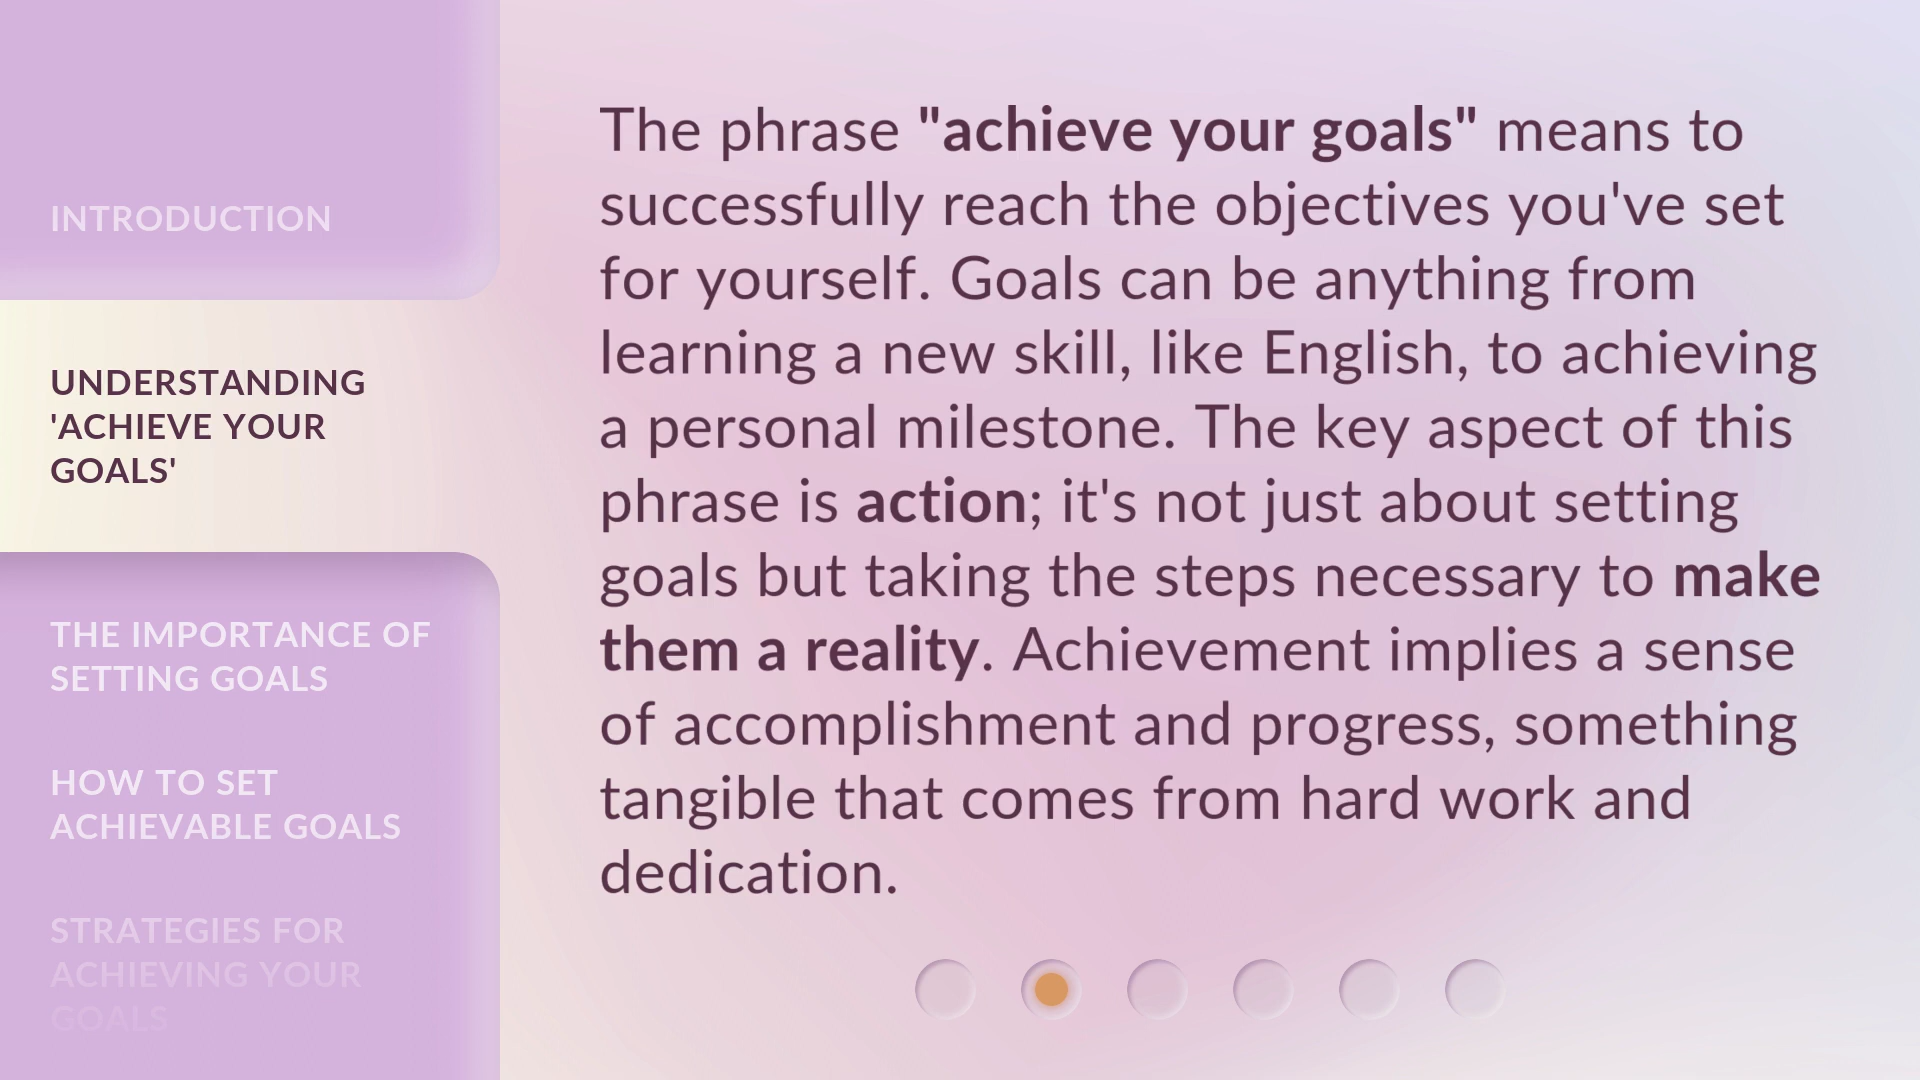 INTRODUCTION
UNDERSTANDING
'ACHIEVE YOUR
GOALS'
THE IMPORTANCE OF
SETTING GOALS
HOW TO SET
ACHIEVABLE GOALS
STRATEGIES FOR
ACHIEVING YOUR
GOALS
The phrase "achieve your goals" means to
successfully reach the objectives you've set
for yourself. Goals can be anything from
learning a new skill, like English, to achieving
a personal milestone. The key aspect of this
phrase is action; it's not just about setting
goals but taking the steps necessary to make
them a reality. Achievement implies a sense
of accomplishment and progress, something
tangible that comes from hard work and
dedication.